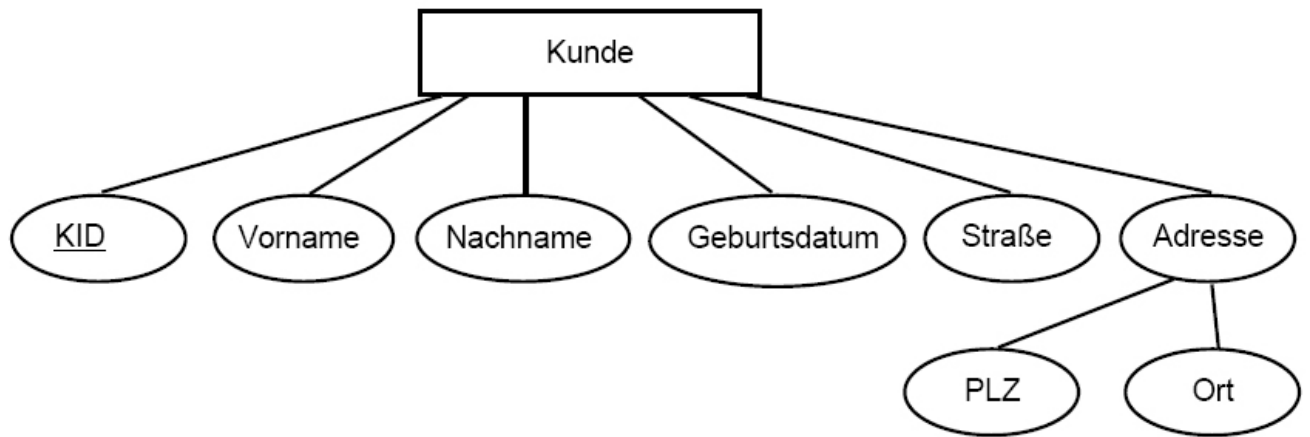 Kunde
KID
Vorname
Nachname
Geburtsdatum
Straße
Adresse
PLZ
Ort